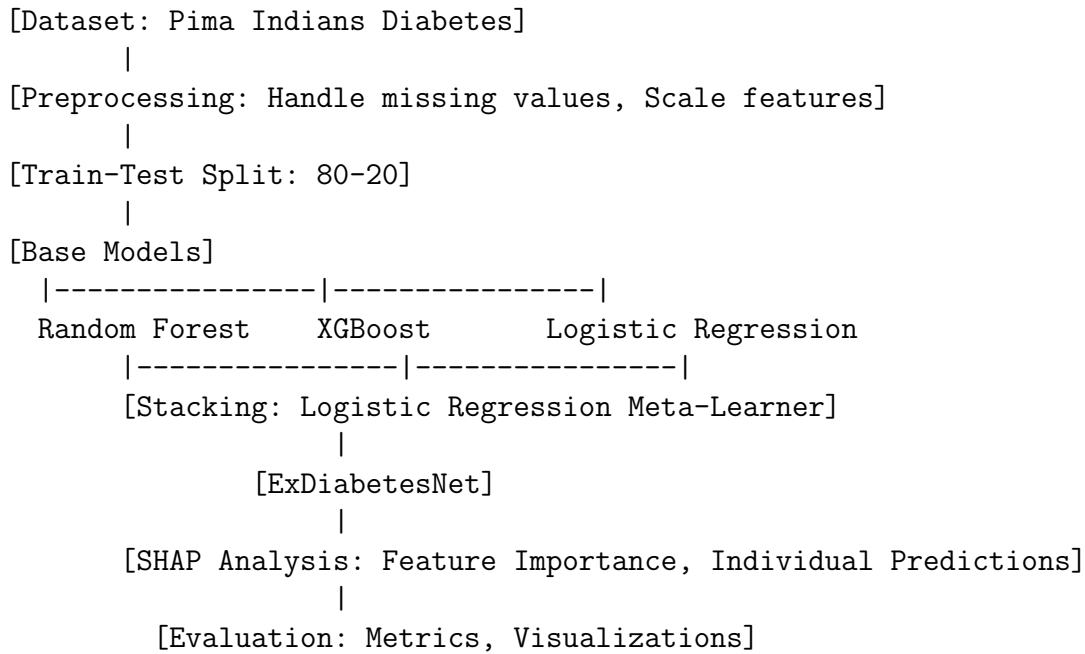 [Dataset: Pima Indians Diabetes]
|
[Preprocessing: Handle missing values, Scale features]
|
[Train-Test Split: 80-20]
|
[Base Models]
|----------------|----------------|
Random Forest    XGBoost       Logistic Regression
|----------------|----------------|
[Stacking: Logistic Regression Meta-Learner]
|
[ExDiabetesNet]
|
[SHAP Analysis: Feature Importance, Individual Predictions]
|
[Evaluation: Metrics, Visualizations]